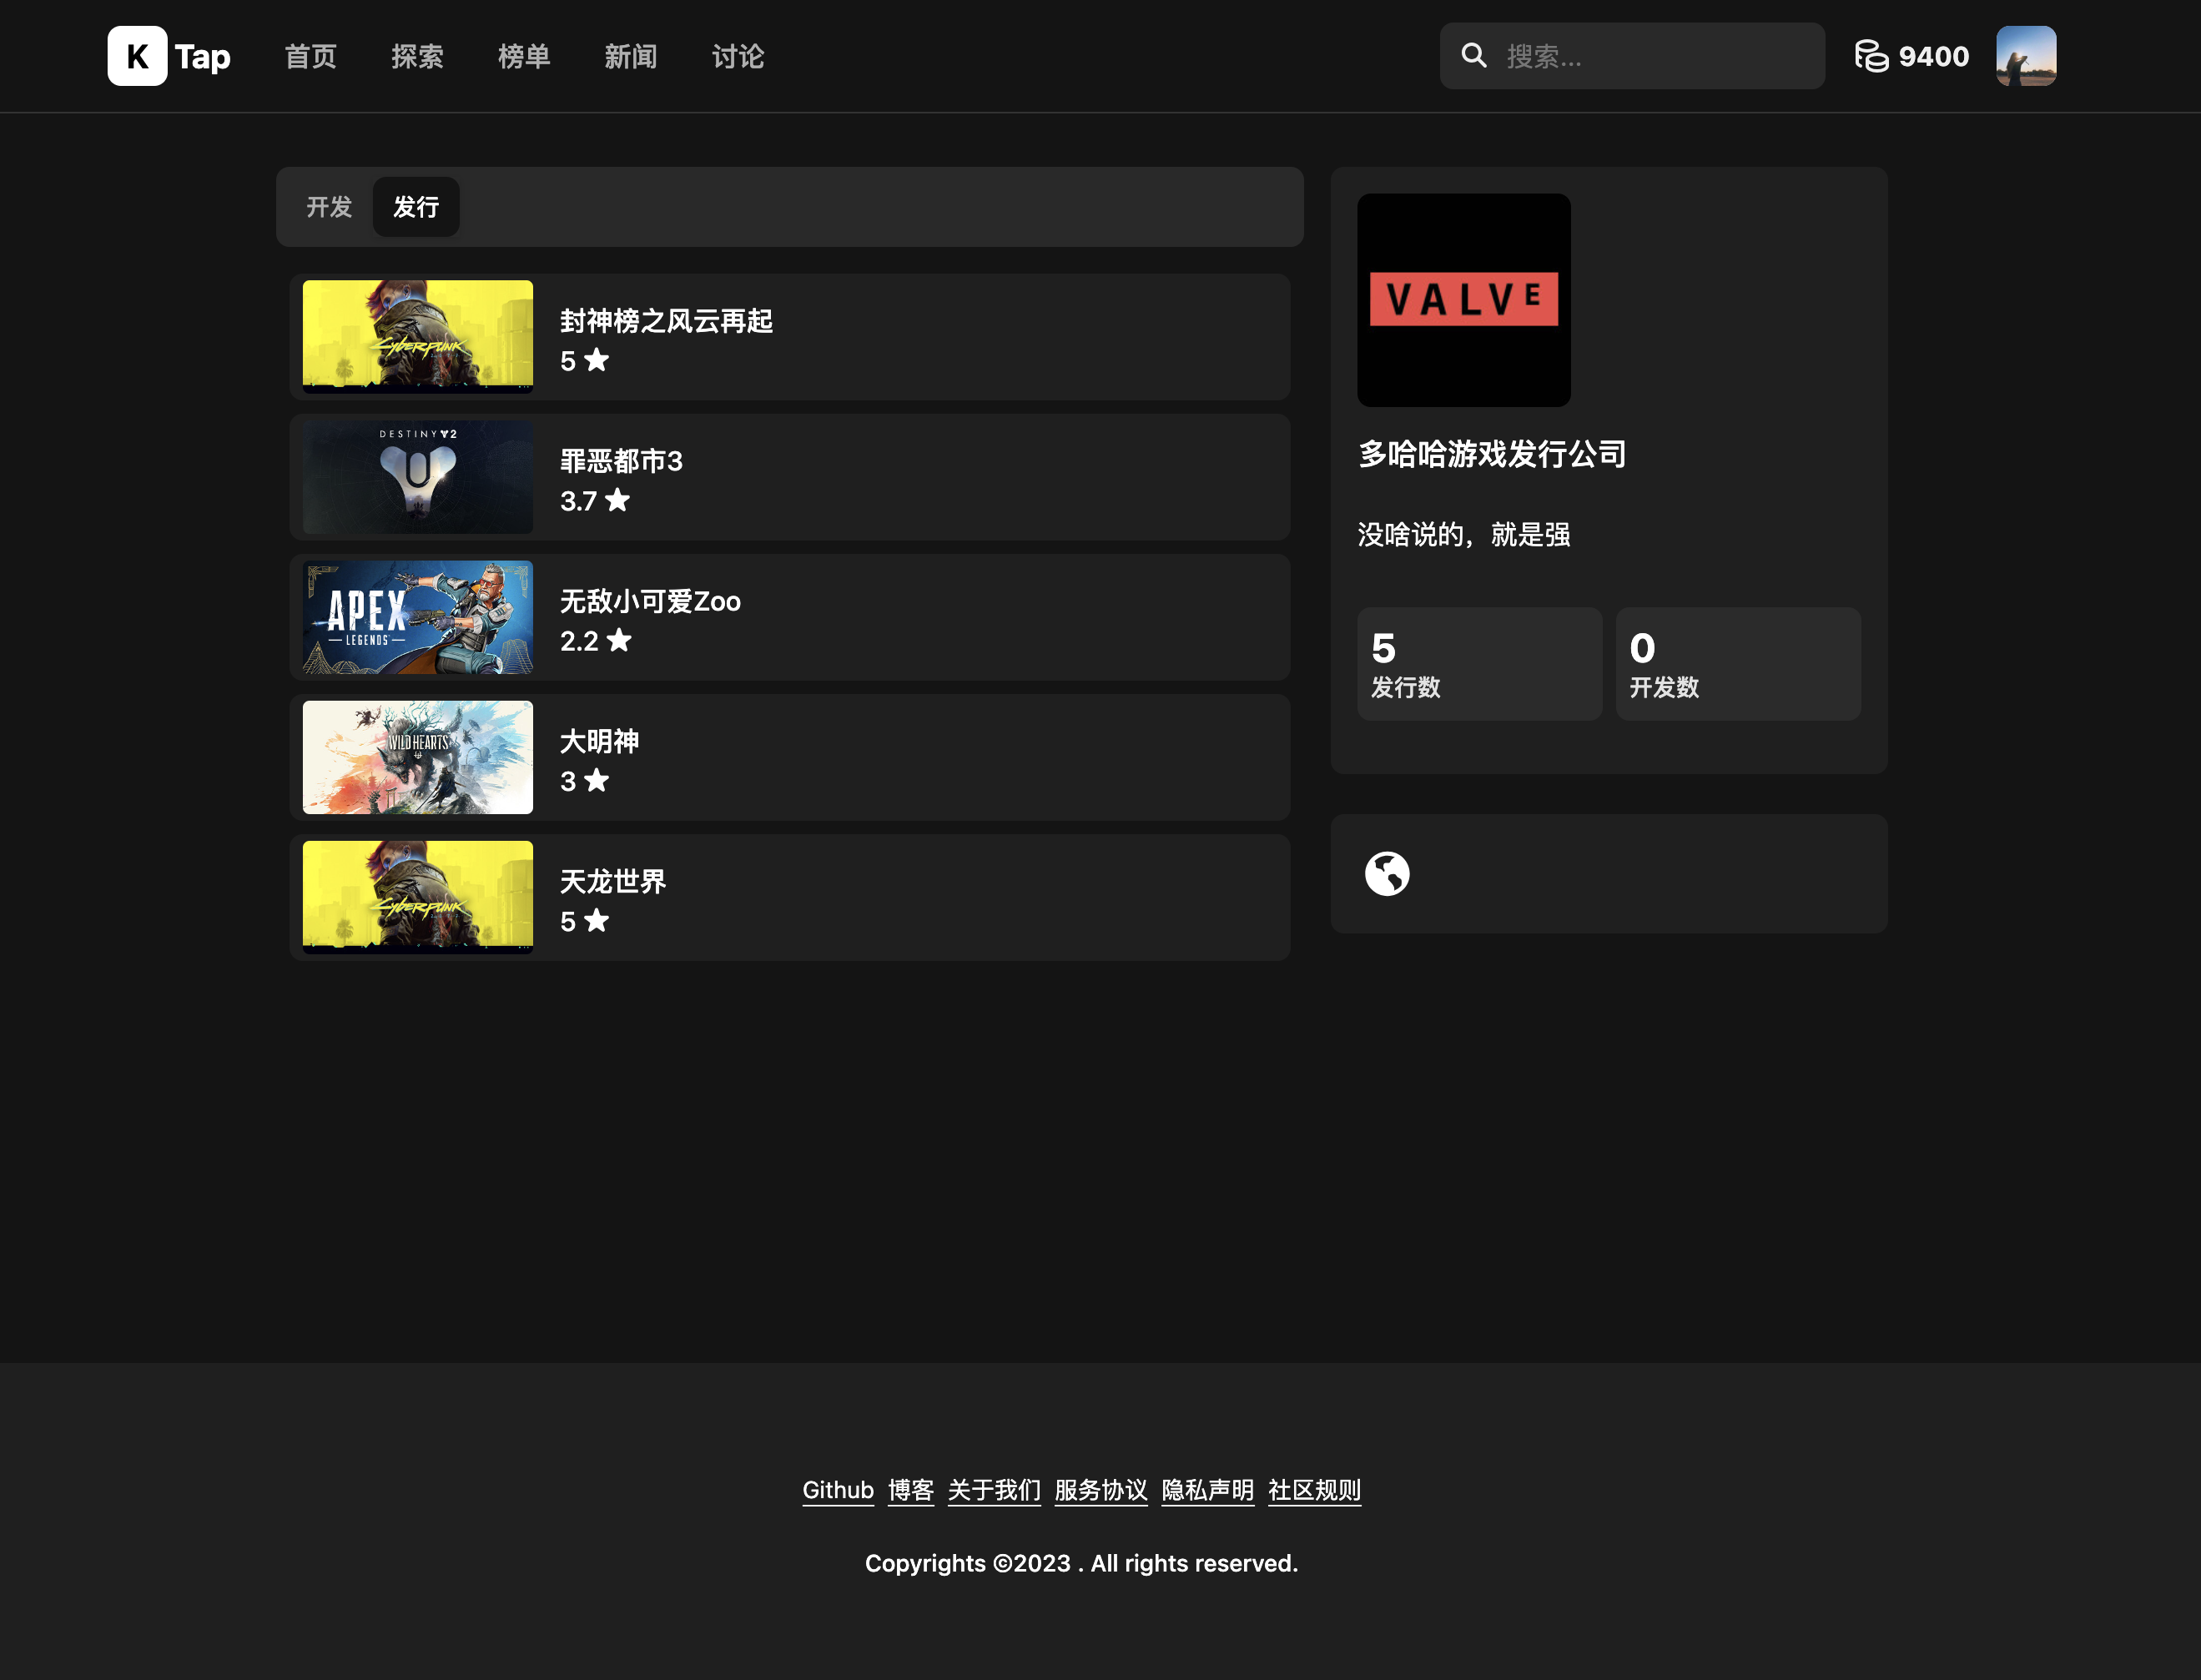 K Tap 首页 探索 榜单 新闻 讨论 搜索... 9400
开发 发行
CYBERPUNK
封神榜之风云再起
5
DESTINY 2
罪恶都市3
3.7
APEX
LEGENDS
无敌小可爱Zoo
2.2
WILD HEARTS
大明神
3
CYBERPUNK
天龙世界
5
VALVE
多哈哈游戏发行公司
没啥说的，就是强
5
发行数
0
开发数
Github 博客 关于我们 服务协议 隐私声明 社区规则
Copyrights ©2023 . All rights reserved.